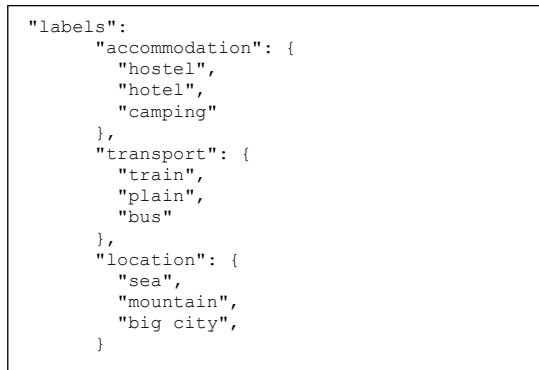 "labels":
"accommodation": {
"hostel",
"hotel",
"camping"
},
"transport": {
"train",
"plain",
"bus"
},
"location": {
"sea",
"mountain",
"big city",
}